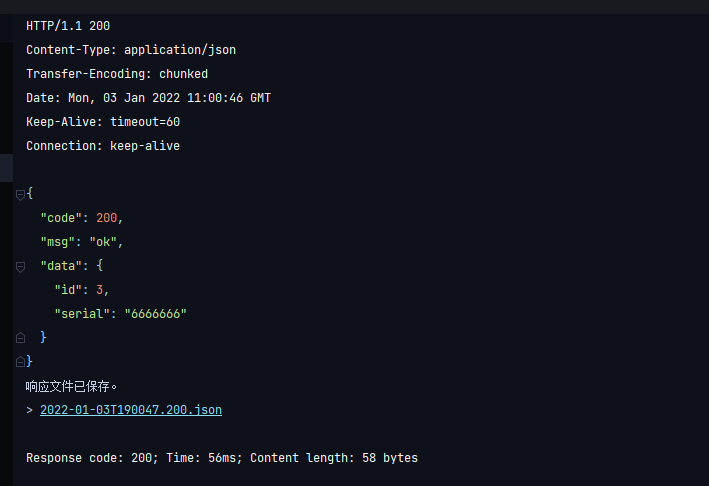 HTTP/1.1 200
Content-Type: application/json
Transfer-Encoding: chunked
Date: Mon, 03 Jan 2022 11:00:46 GMT
Keep-Alive: timeout=60
Connection: keep-alive
{
"code": 200,
"msg": "ok",
"data": {
"id": 3,
"serial": "6666666"
}
}
响应文件已保存。
> 2022-01-03T190047.200.json
Response code: 200; Time: 56ms; Content length: 58 bytes